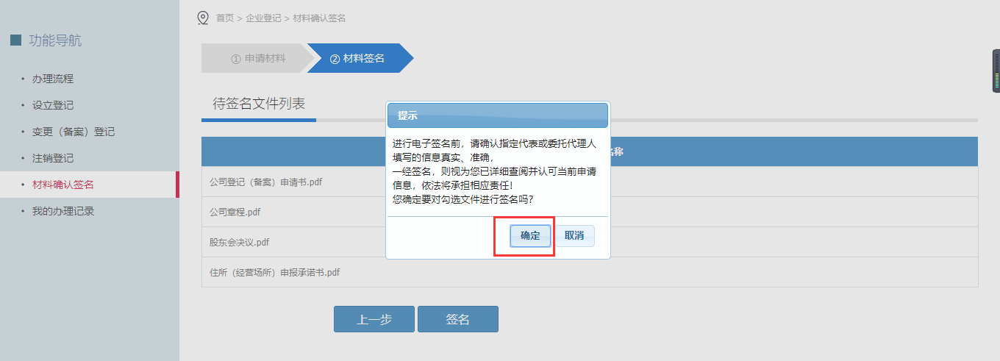 功能导航
办理流程
设立登记
变更（备案）登记
注销登记
材料确认签名
我的办理记录
首页 > 企业登记 > 材料确认签名
① 申请材料
② 材料签名
待签名文件列表
名称
公司登记（备案）申请书.pdf
公司章程.pdf
股东会决议.pdf
住所（经营场所）申报承诺书.pdf
提示
进行电子签名前，请确认指定代表或委托代理人
填写的信息真实、准确，
一经签名，则视为您已详细查阅并认可当前申请
信息，依法将承担相应责任！
您确定要对勾选文件进行签名吗？
确定
取消
上一步
签名